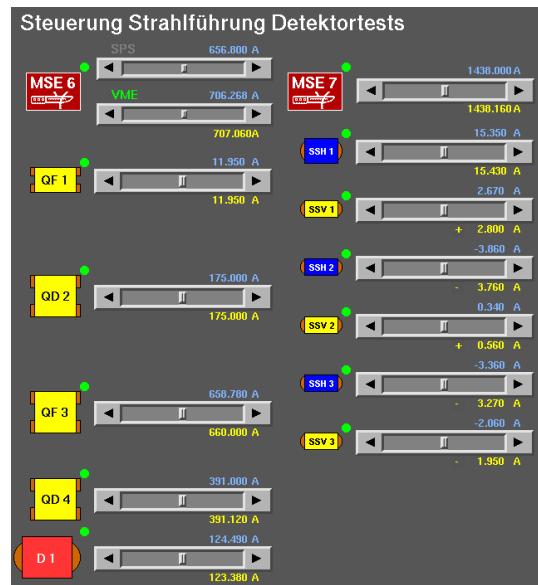 Steuerung Strahlführung Detektortests
SPS 656.800 A
MSE 6
VME 706.268 A
707.060A
11.950 A
QF 1
11.950 A
175.000 A
QD 2
175.000 A
658.780 A
QF 3
660.000 A
391.000 A
QD 4
391.120 A
124.490 A
D 1
123.380 A
1438.000 A
MSE 7
1438.160 A
15.350 A
SSH 1
15.430 A
2.670 A
SSV 1
+ 2.800 A
-3.860 A
SSH 2
- 3.760 A
0.340 A
SSV 2
+ 0.560 A
-3.360 A
SSH 3
- 3.270 A
-2.060 A
SSV 3
- 1.950 A